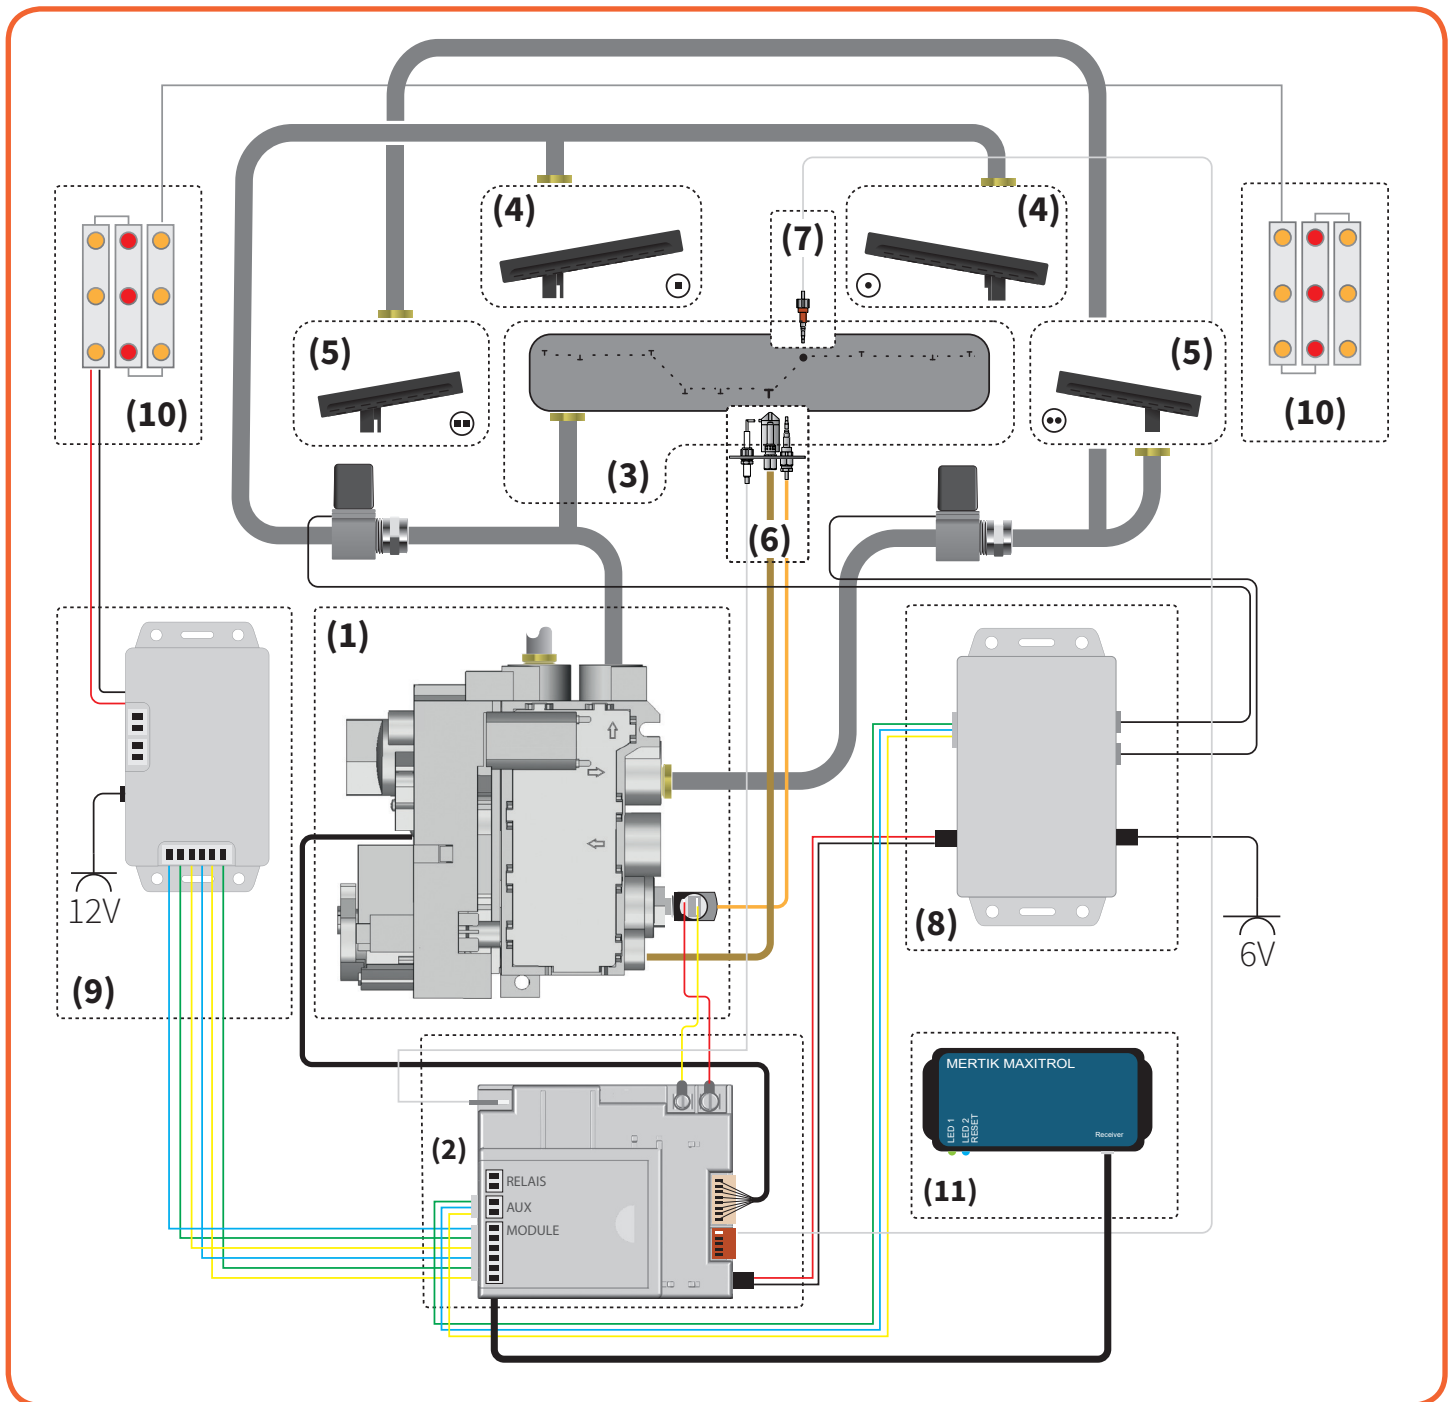 (4)
(4)
(7)
(5)
(5)
(10)
(10)
(3)
(6)
(1)
12V
(9)
(8)
6V
MERTIK MAXITROL
LED 1
LED 2
RESET
Receiver
(11)
(2)
RELAIS
AUX
MODULE